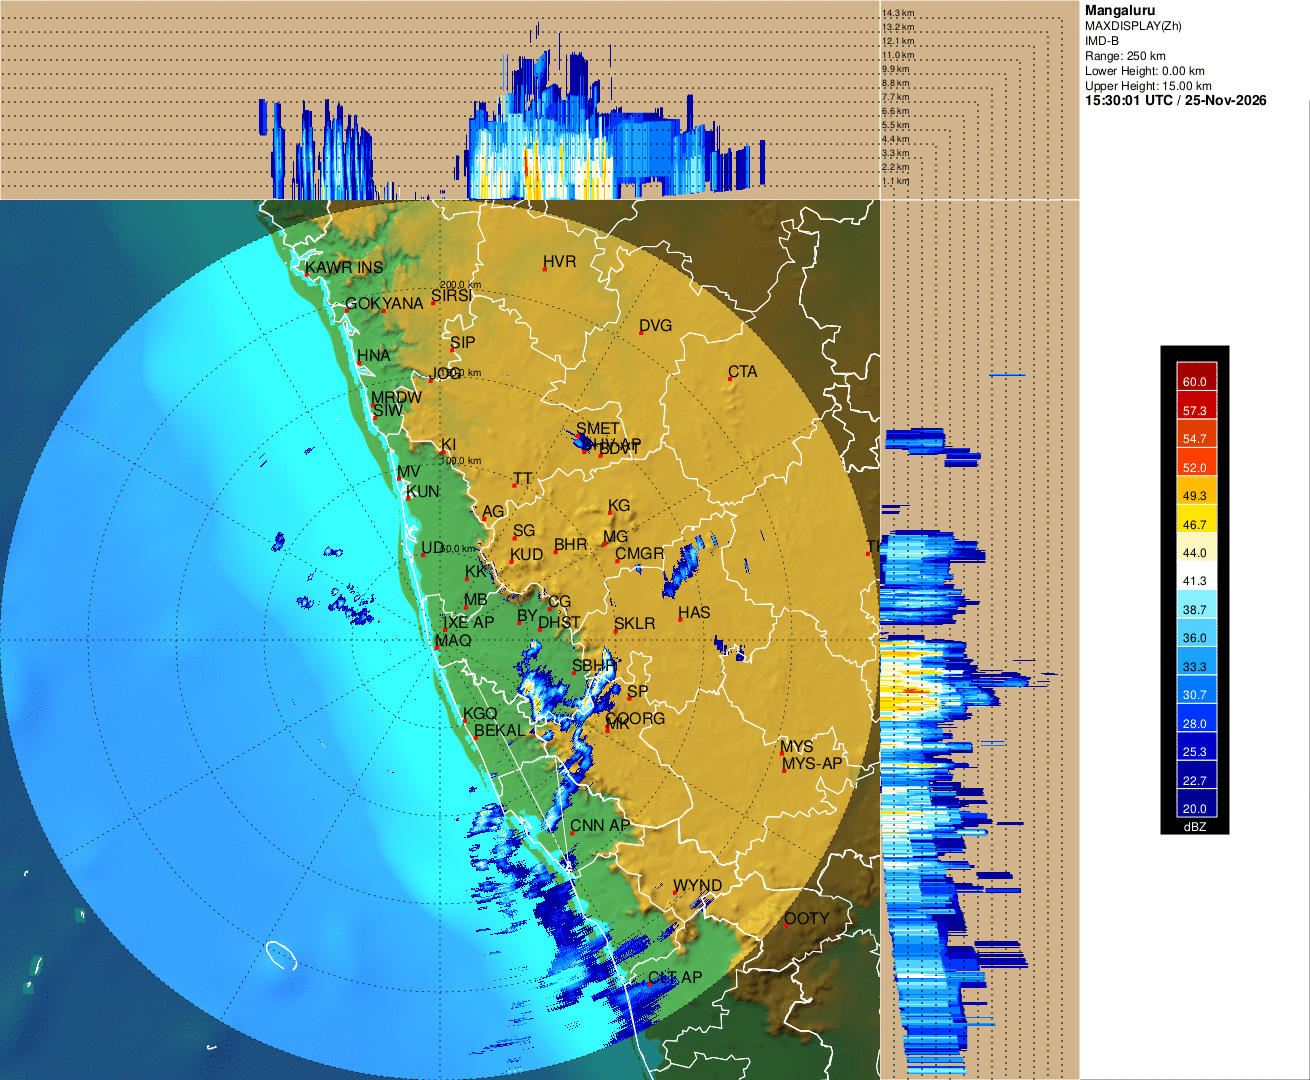 14.3 km
13.2 km
12.1 km
11.0 km
9.9 km
8.8 km
7.7 km
6.6 km
5.5 km
4.4 km
3.3 km
2.2 km
1.1 km
Mangaluru
MAXDISPLAY(Zh)
IMD-B
Range: 250 km
Lower Height: 0.00 km
Upper Height: 15.00 km
15:30:01 UTC / 25-Nov-2026
KAWR INS
HVR
200.0 km
SIRSI
GOKYANA
DVG
SIP
HNA
JOG
CTA
MRDW
SIW
SMET
KI
BDVT
100.0 km
MV
TT
KUN
KG
AG
SG
MG
UD
50.0 km
BHR
KUD
CMGR
KK
MB
CG
HAS
IXE AP
BY
DHST
SKLR
MAQ
SBHR
SP
KGQ
COORG
MK
BEKAL
MYS
MYS-AP
CNN AP
WYND
OOTY
CLT AP
60.0
57.3
54.7
52.0
49.3
46.7
44.0
41.3
38.7
36.0
33.3
30.7
28.0
25.3
22.7
20.0
dBZ